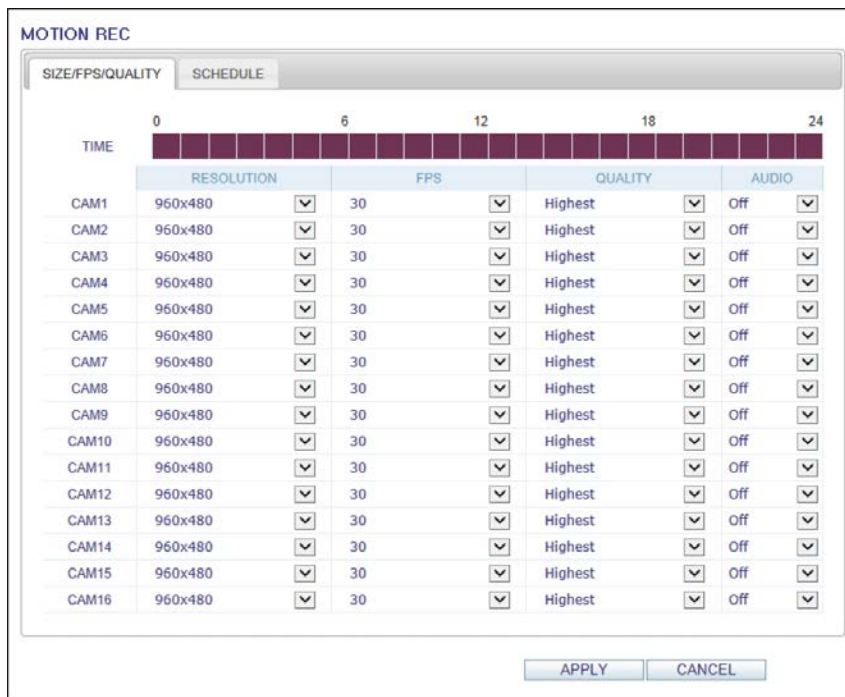 MOTION REC
SIZE/FPS/QUALITY SCHEDULE
0 6 12 18 24
TIME
RESOLUTION FPS QUALITY AUDIO
CAM1 960x480 30 Highest Off
CAM2 960x480 30 Highest Off
CAM3 960x480 30 Highest Off
CAM4 960x480 30 Highest Off
CAM5 960x480 30 Highest Off
CAM6 960x480 30 Highest Off
CAM7 960x480 30 Highest Off
CAM8 960x480 30 Highest Off
CAM9 960x480 30 Highest Off
CAM10 960x480 30 Highest Off
CAM11 960x480 30 Highest Off
CAM12 960x480 30 Highest Off
CAM13 960x480 30 Highest Off
CAM14 960x480 30 Highest Off
CAM15 960x480 30 Highest Off
CAM16 960x480 30 Highest Off
APPLY CANCEL